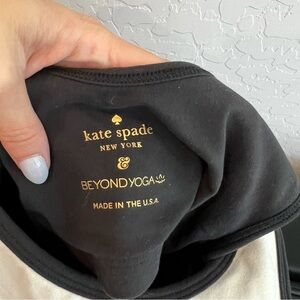 kate spade
NEW YORK
&
BEYOND YOGA
MADE IN THE U.S.A